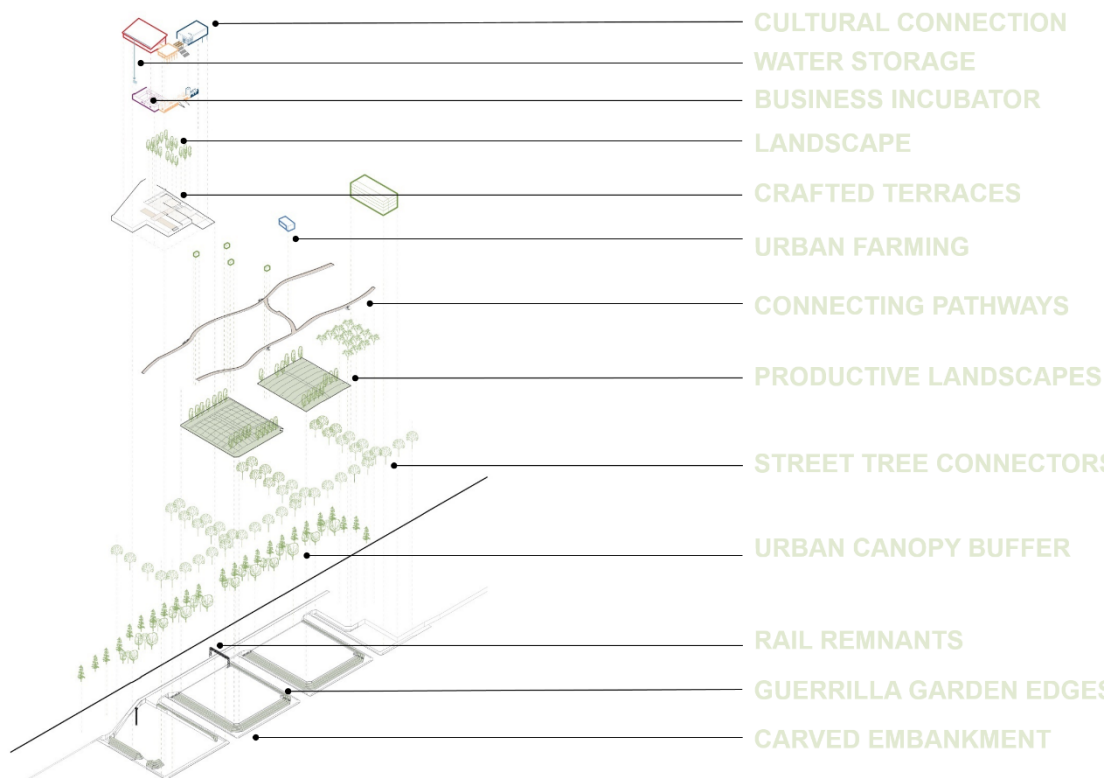 CULTURAL CONNECTION
WATER STORAGE
BUSINESS INCUBATOR
LANDSCAPE
CRAFTED TERRACES
URBAN FARMING
CONNECTING PATHWAYS
PRODUCTIVE LANDSCAPES
STREET TREE CONNECTORS
URBAN CANOPY BUFFER
RAIL REMNANTS
GUERRILLA GARDEN EDGES
CARVED EMBANKMENT